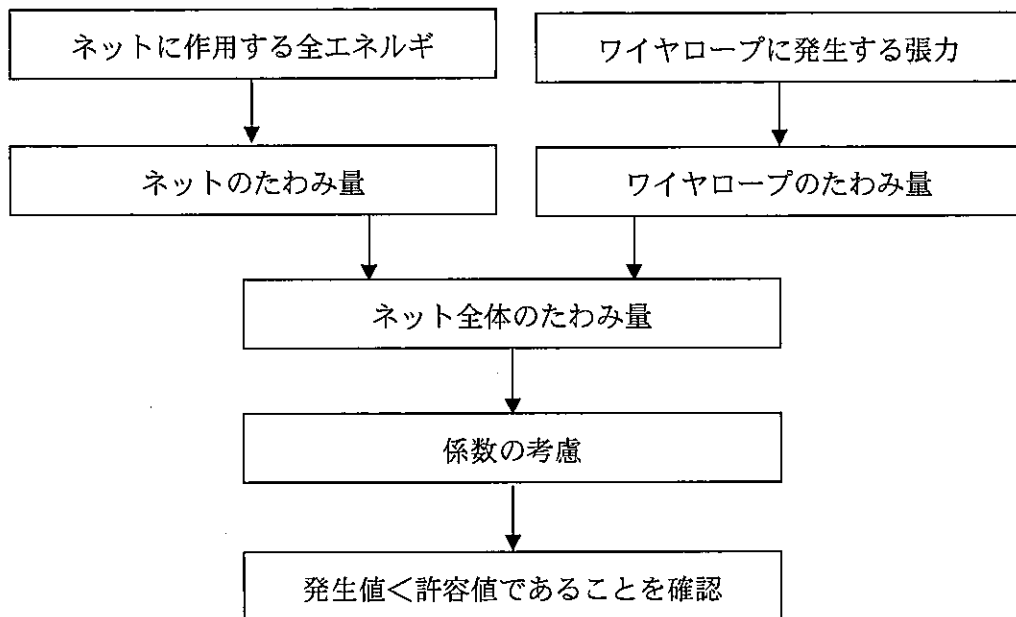 ネットに作用する全エネルギ
ワイヤロープに発生する張力
ネットのたわみ量
ワイヤロープのたわみ量
ネット全体のたわみ量
係数の考慮
発生値＜許容値であることを確認